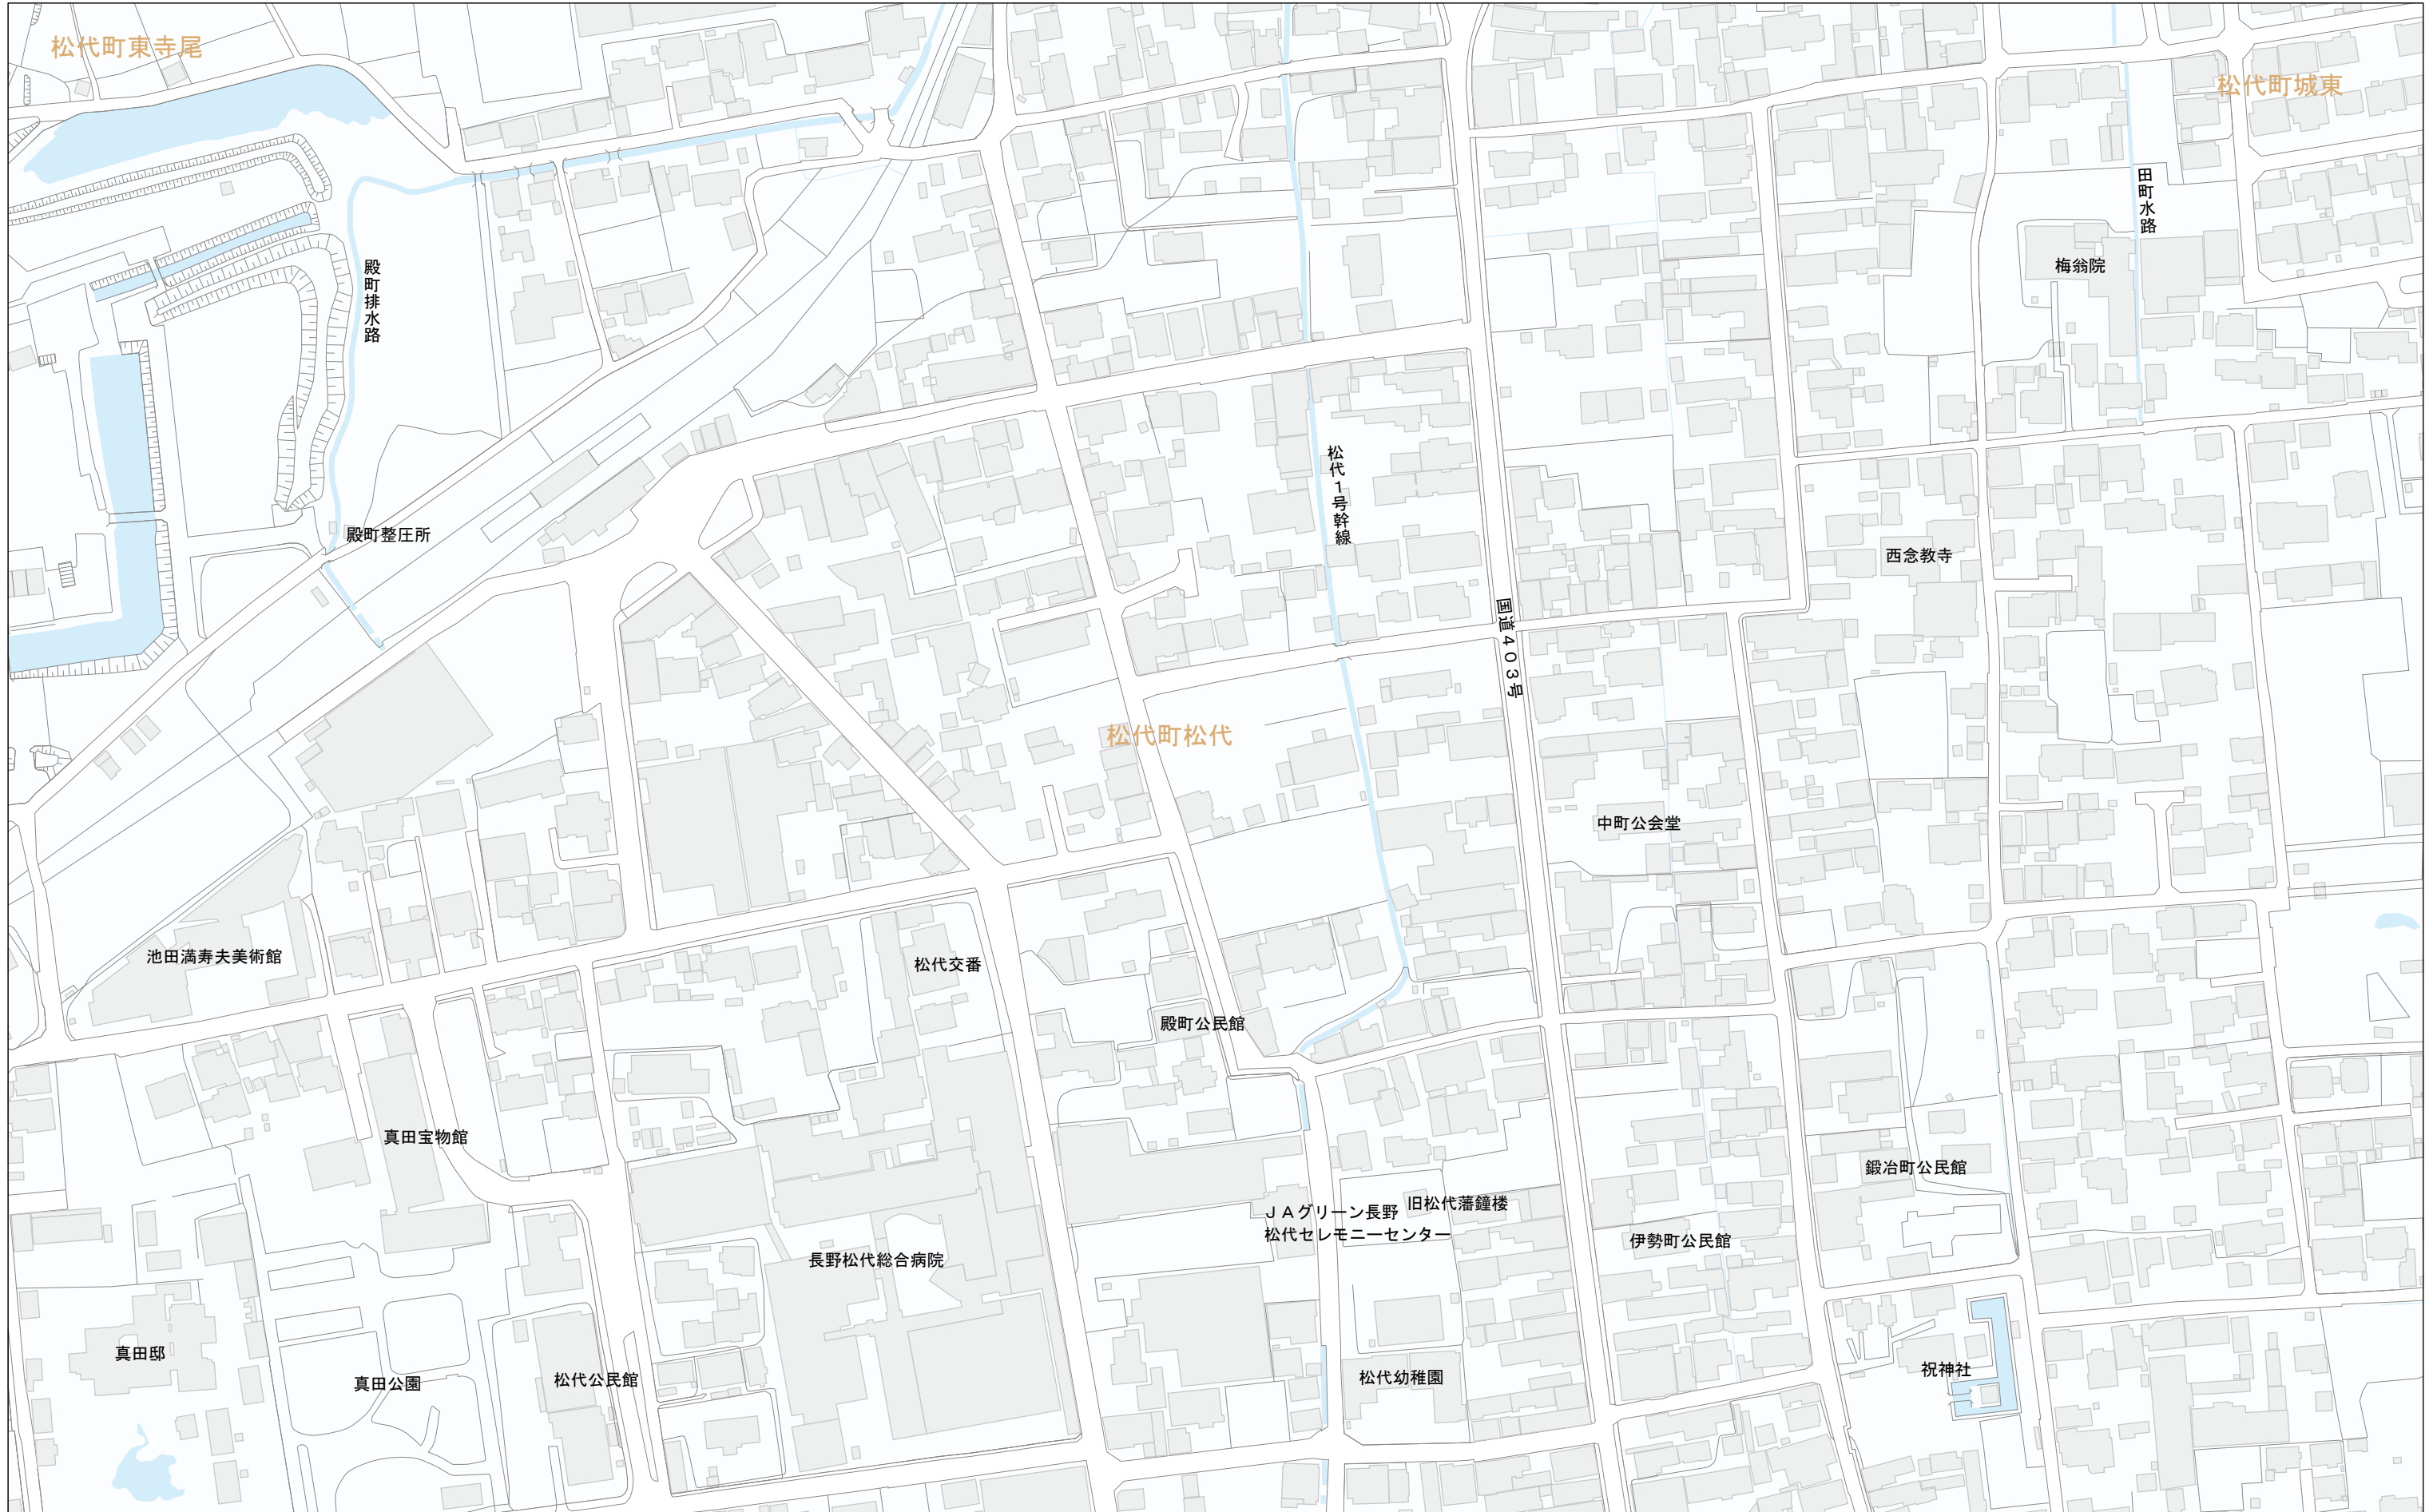 松代町東寺尾
松代町城東
田町水路
梅翁院
殿町排水路
松代1号幹線
殿町整圧所
西念教寺
国道403号
松代町松代
中町公会堂
池田満寿夫美術館
松代交番
殿町公民館
真田宝物館
鍛冶町公民館
旧松代藩鐘楼
JAグリーン長野
松代セレモニーセンター
伊勢町公民館
長野松代総合病院
真田邸
真田公園
松代公民館
松代幼稚園
祝神社